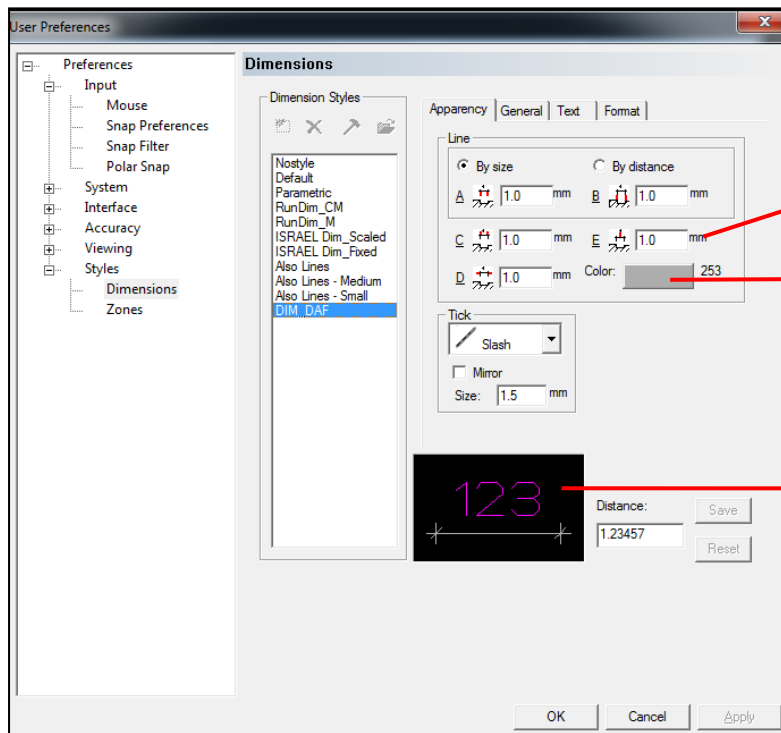 User Preferences
Preferences
Input
Mouse
Snap Preferences
Snap Filter
Polar Snap
System
Interface
Accuracy
Viewing
Styles
Dimensions
Zones
Dimensions
Dimension Styles
Nostyle
Default
Parametric
RunDim_CM
RunDim_M
ISRAEL Dim_Scaled
ISRAEL Dim_Fixed
Also Lines
Also Lines - Medium
Also Lines - Small
DIM_DAF
Apparency General Text Format
Line
By size By distance
A 1.0 mm B 1.0 mm
C 1.0 mm E 1.0 mm
D 1.0 mm Color: 253
Tick
Slash
Mirror
Size: 1.5 mm
123
Distance:
1.23457
Save
Reset
OK Cancel Apply